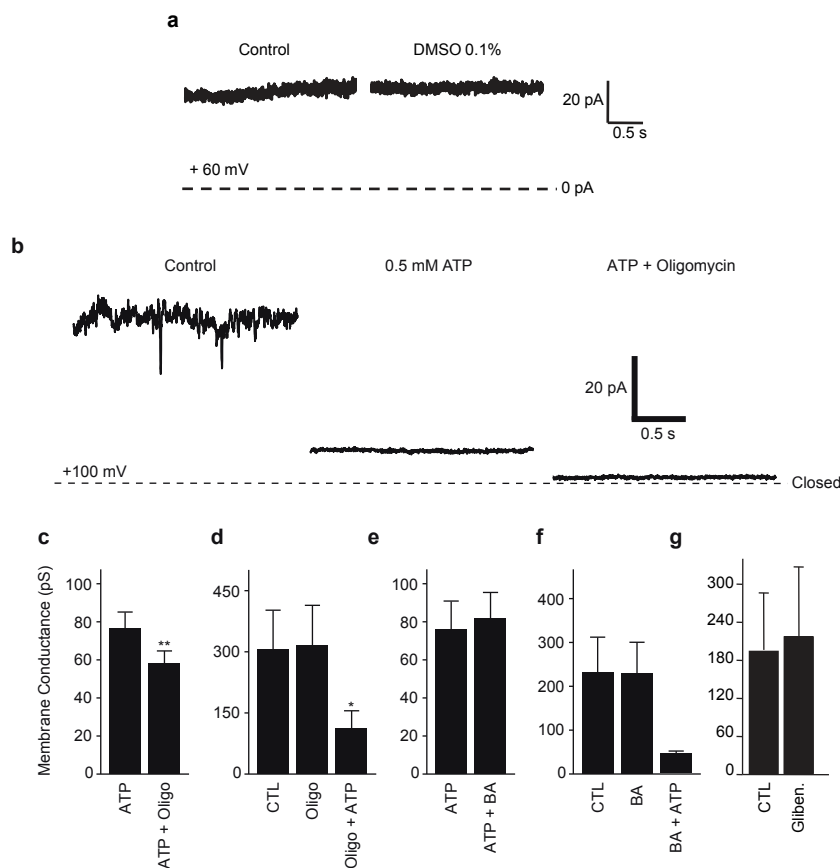 a
Control
DMSO 0.1%
20 pA
0.5 s
+ 60 mV
0 pA
b
Control
0.5 mM ATP
ATP + Oligomycin
20 pA
0.5 s
+100 mV
Closed
c
d
e
f
g
Membrane Conductance (pS)
100
80
60
40
20
0
**
ATP
ATP + Oligo
450
300
150
0
*
CTL
Oligo
Oligo + ATP
100
80
60
40
20
0
ATP
ATP + BA
400
300
200
100
0
CTL
BA
BA + ATP
300
240
180
120
60
0
CTL
Gliben.